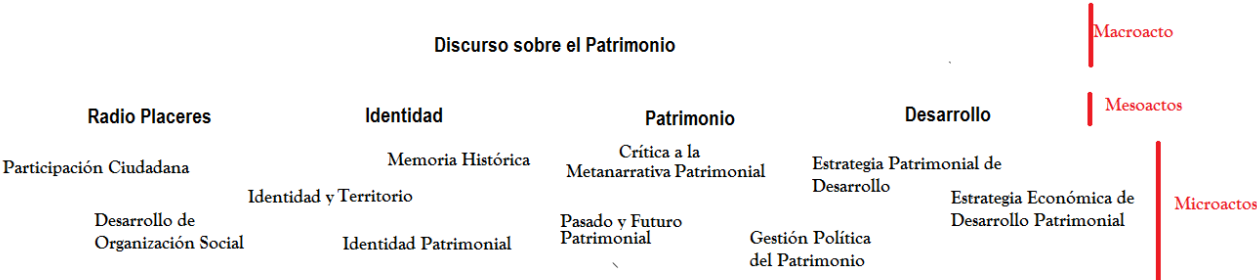 Macroacto
Discurso sobre el Patrimonio
Mesoactos
Radio Placeres
Identidad
Patrimonio
Desarrollo
Participación Ciudadana
Memoria Histórica
Crítica a la
Metanarrativa Patrimonial
Estrategia Patrimonial de
Desarrollo
Identidad y Territorio
Estrategia Económica de
Desarrollo Patrimonial
Microactos
Desarrollo de
Organización Social
Identidad Patrimonial
Pasado y Futuro
Patrimonial
Gestión Política
del Patrimonio